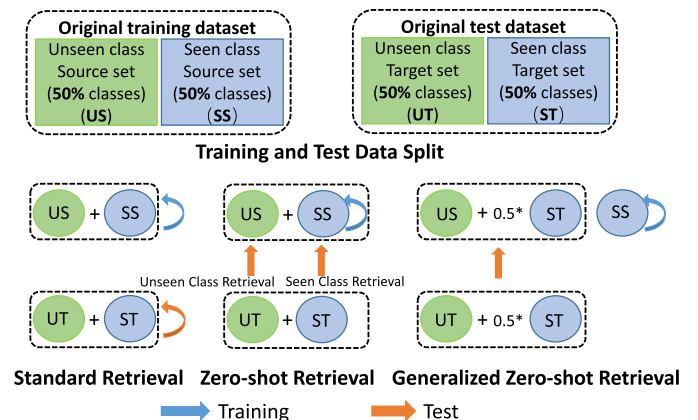 Original training dataset
Original test dataset
Unseen class
Source set
(50% classes)
(US)
Seen class
Source set
(50% classes)
(SS)
Unseen class
Target set
(50% classes)
(UT)
Seen class
Target set
(50% classes)
(ST)
Training and Test Data Split
US + SS
US + SS
US + 0.5* ST SS
Unseen Class Retrieval Seen Class Retrieval
UT + ST
UT + ST
UT + 0.5* ST
Standard Retrieval Zero-shot Retrieval Generalized Zero-shot Retrieval
Training Test